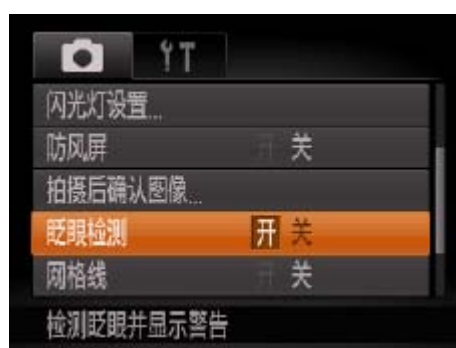 闪光灯设置...
防风屏 开 关
拍摄后确认图像...
眨眼检测 开 关
网格线 开 关
检测眨眼并显示警告